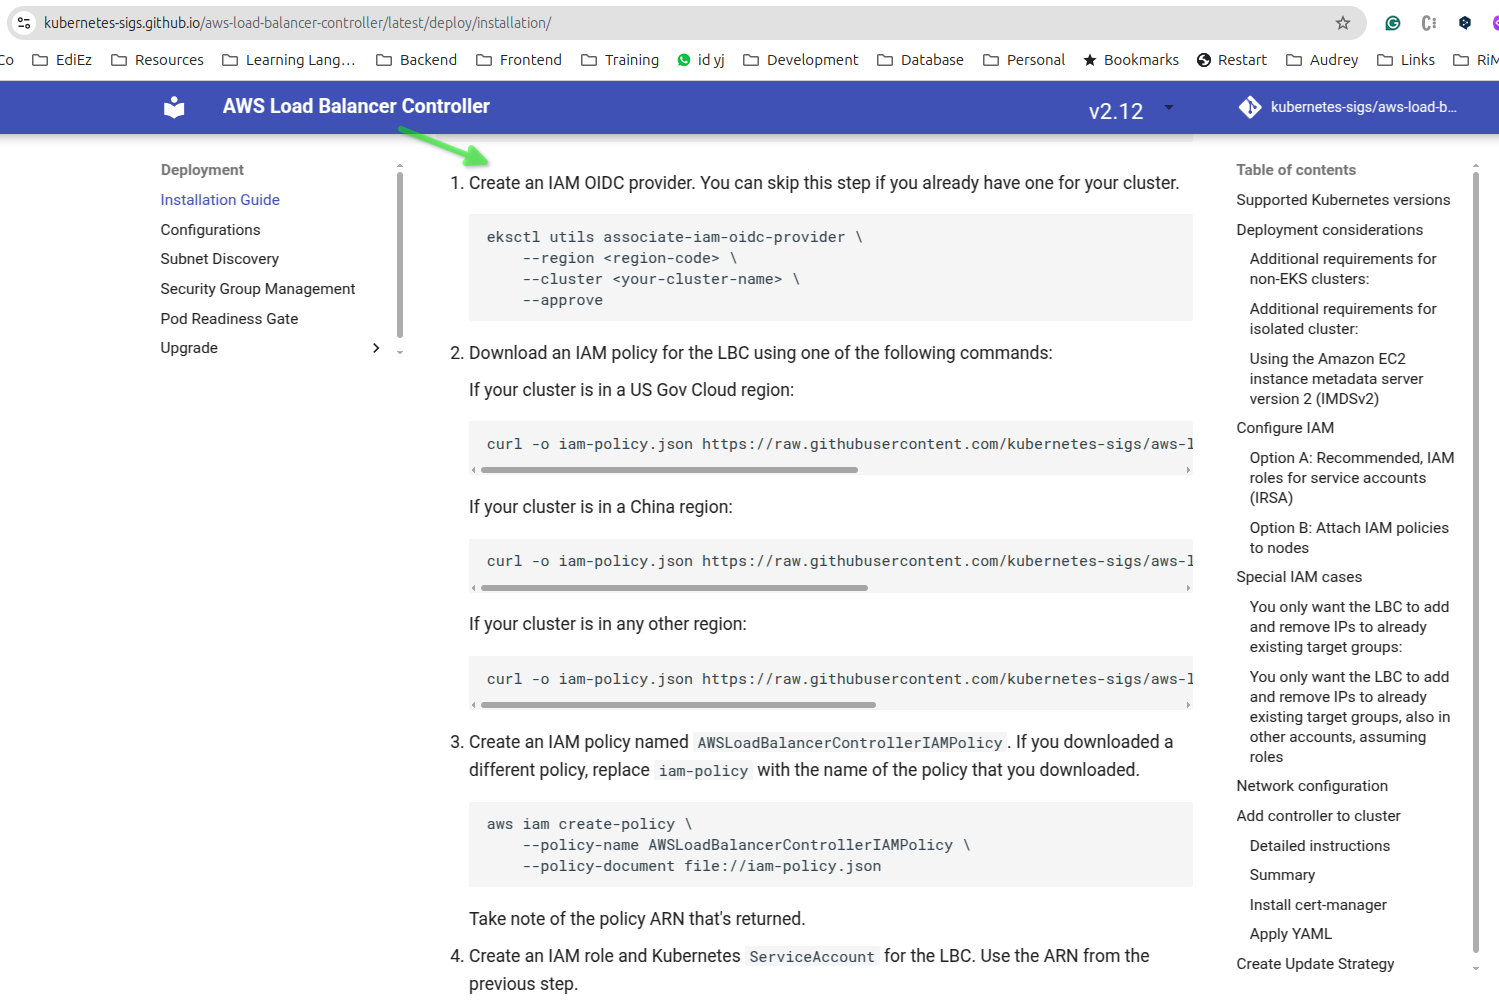 kubernetes-sigs.github.io/aws-load-balancer-controller/latest/deploy/installation/
Co EdiEz Resources Learning Lang... Backend Frontend Training id yj Development Database Personal Bookmarks Restart Audrey Links RiM
AWS Load Balancer Controller v2.12 kubernetes-sigs/aws-load-b...
Deployment
Installation Guide
Configurations
Subnet Discovery
Security Group Management
Pod Readiness Gate
Upgrade
1. Create an IAM OIDC provider. You can skip this step if you already have one for your cluster.
eksctl utils associate-iam-oidc-provider \
--region <region-code> \
--cluster <your-cluster-name> \
--approve
2. Download an IAM policy for the LBC using one of the following commands:
If your cluster is in a US Gov Cloud region:
curl -o iam-policy.json https://raw.githubusercontent.com/kubernetes-sigs/aws-l
If your cluster is in a China region:
curl -o iam-policy.json https://raw.githubusercontent.com/kubernetes-sigs/aws-l
If your cluster is in any other region:
curl -o iam-policy.json https://raw.githubusercontent.com/kubernetes-sigs/aws-l
3. Create an IAM policy named AWSLoadBalancerControllerIAMPolicy. If you downloaded a
different policy, replace iam-policy with the name of the policy that you downloaded.
aws iam create-policy \
--policy-name AWSLoadBalancerControllerIAMPolicy \
--policy-document file://iam-policy.json
Take note of the policy ARN that's returned.
4. Create an IAM role and Kubernetes ServiceAccount for the LBC. Use the ARN from the
previous step.
Table of contents
Supported Kubernetes versions
Deployment considerations
Additional requirements for
non-EKS clusters:
Additional requirements for
isolated cluster:
Using the Amazon EC2
instance metadata server
version 2 (IMDSv2)
Configure IAM
Option A: Recommended, IAM
roles for service accounts
(IRSA)
Option B: Attach IAM policies
to nodes
Special IAM cases
You only want the LBC to add
and remove IPs to already
existing target groups:
You only want the LBC to add
and remove IPs to already
existing target groups, also in
other accounts, assuming
roles
Network configuration
Add controller to cluster
Detailed instructions
Summary
Install cert-manager
Apply YAML
Create Update Strategy